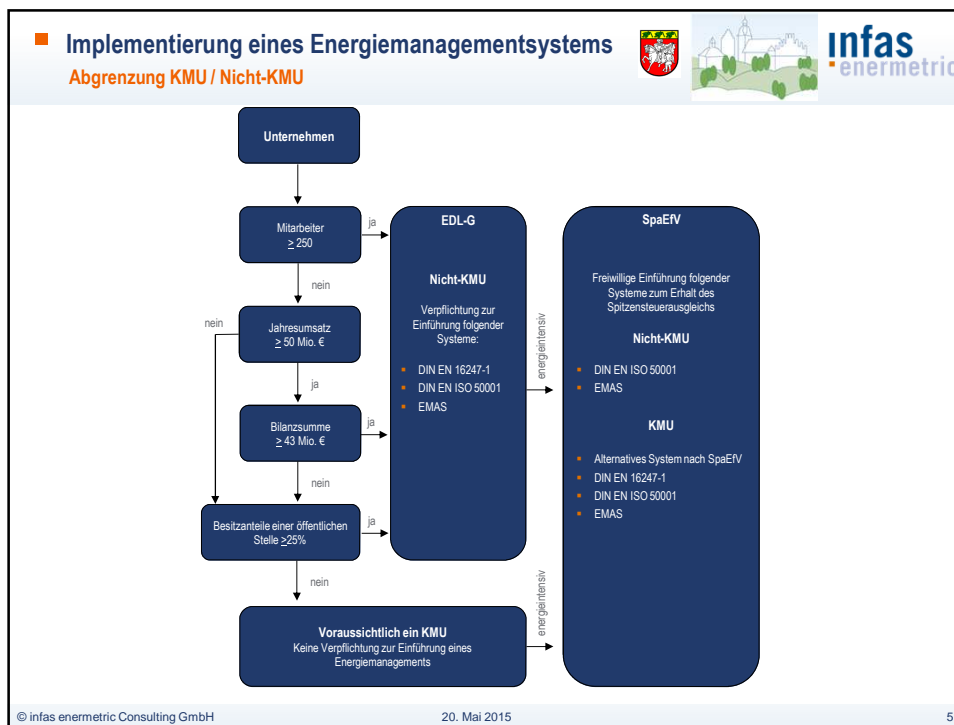 Implementierung eines Energiemanagementsystems
Abgrenzung KMU / Nicht-KMU
infas
enermetric
Unternehmen
Mitarbeiter
≥ 250
ja
nein
Jahresumsatz
≥ 50 Mio. €
nein
ja
Bilanzsumme
≥ 43 Mio. €
ja
nein
Besitzanteile einer öffentlichen
Stelle ≥25%
ja
nein
Voraussichtlich ein KMU
Keine Verpflichtung zur Einführung eines
Energiemanagements
EDL-G
Nicht-KMU
Verpflichtung zur
Einführung folgender
Systeme:
DIN EN 16247-1
DIN EN ISO 50001
EMAS
energieintensiv
energieintensiv
SpaEfV
Freiwillige Einführung folgender
Systeme zum Erhalt des
Spitzensteuerausgleichs
Nicht-KMU
DIN EN ISO 50001
EMAS
KMU
Alternatives System nach SpaEfV
DIN EN 16247-1
DIN EN ISO 50001
EMAS
© infas enermetric Consulting GmbH
20. Mai 2015
5